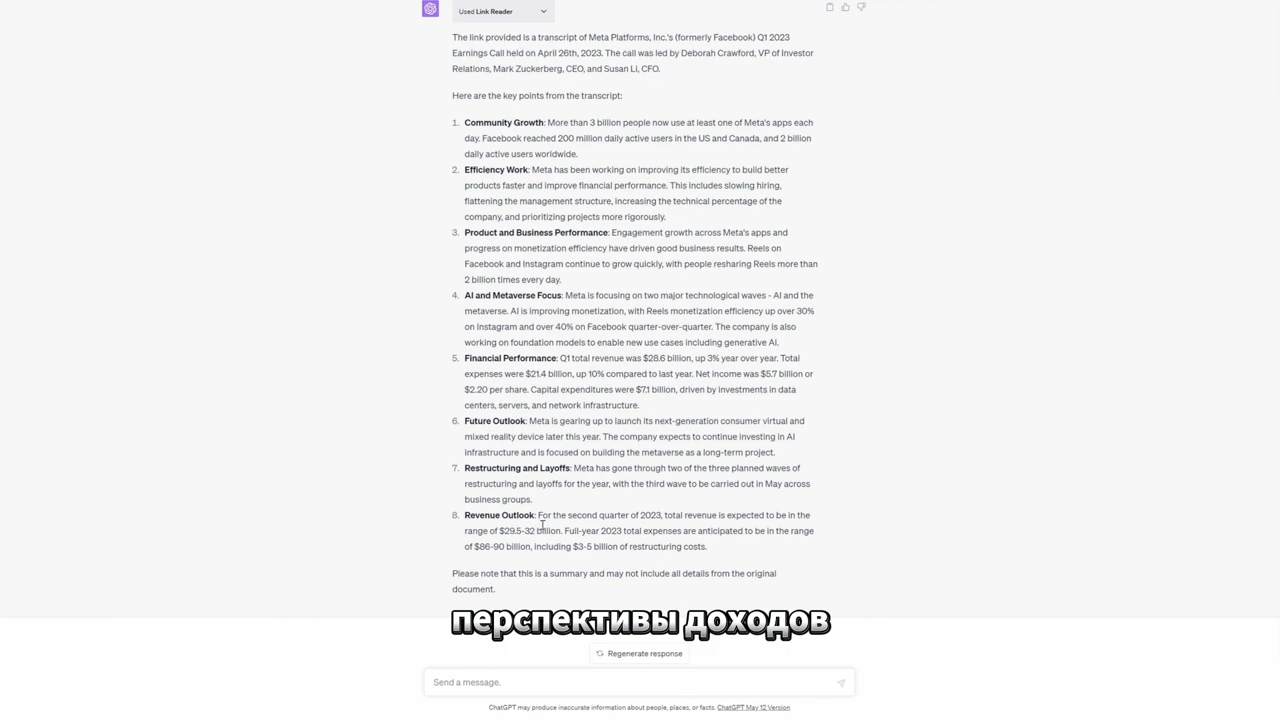 Used Link Reader
The link provided is a transcript of Meta Platforms, Inc.'s (formerly Facebook) Q1 2023
Earnings Call held on April 26th, 2023. The call was led by Deborah Crawford, VP of Investor
Relations, Mark Zuckerberg, CEO, and Susan Li, CFO.
Here are the key points from the transcript:
1. Community Growth: More than 3 billion people now use at least one of Meta's apps each
day. Facebook reached 200 million daily active users in the US and Canada, and 2 billion
daily active users worldwide.
2. Efficiency Work: Meta has been working on improving its efficiency to build better
products faster and improve financial performance. This includes slowing hiring,
flattening the management structure, increasing the technical percentage of the
company, and prioritizing projects more rigorously.
3. Product and Business Performance: Engagement growth across Meta's apps and
progress on monetization efficiency have driven good business results. Reels on
Facebook and Instagram continue to grow quickly, with people resharing Reels more than
2 billion times every day.
4. AI and Metaverse Focus: Meta is focusing on two major technological waves - AI and the
metaverse. AI is improving monetization, with Reels monetization efficiency up over 30%
on Instagram and over 40% on Facebook quarter-over-quarter. The company is also
working on foundation models to enable new use cases including generative AI.
5. Financial Performance: Q1 total revenue was $28.6 billion, up 3% year over year. Total
expenses were $21.4 billion, up 10% compared to last year. Net income was $5.7 billion or
$2.20 per share. Capital expenditures were $7.1 billion, driven by investments in data
centers, servers, and network infrastructure.
6. Future Outlook: Meta is gearing up to launch its next-generation consumer virtual and
mixed reality device later this year. The company expects to continue investing in AI
infrastructure and is focused on building the metaverse as a long-term project.
7. Restructuring and Layoffs: Meta has gone through two of the three planned waves of
restructuring and layoffs for the year, with the third wave to be carried out in May across
business groups.
8. Revenue Outlook: For the second quarter of 2023, total revenue is expected to be in the
range of $29.5-32 billion. Full-year 2023 total expenses are anticipated to be in the range
of $86-90 billion, including $3-5 billion of restructuring costs.
Please note that this is a summary and may not include all details from the original
document.
перспективы доходов
Regenerate response
Send a message.
ChatGPT may produce inaccurate information about people, places, or facts. ChatGPT May 12 Version